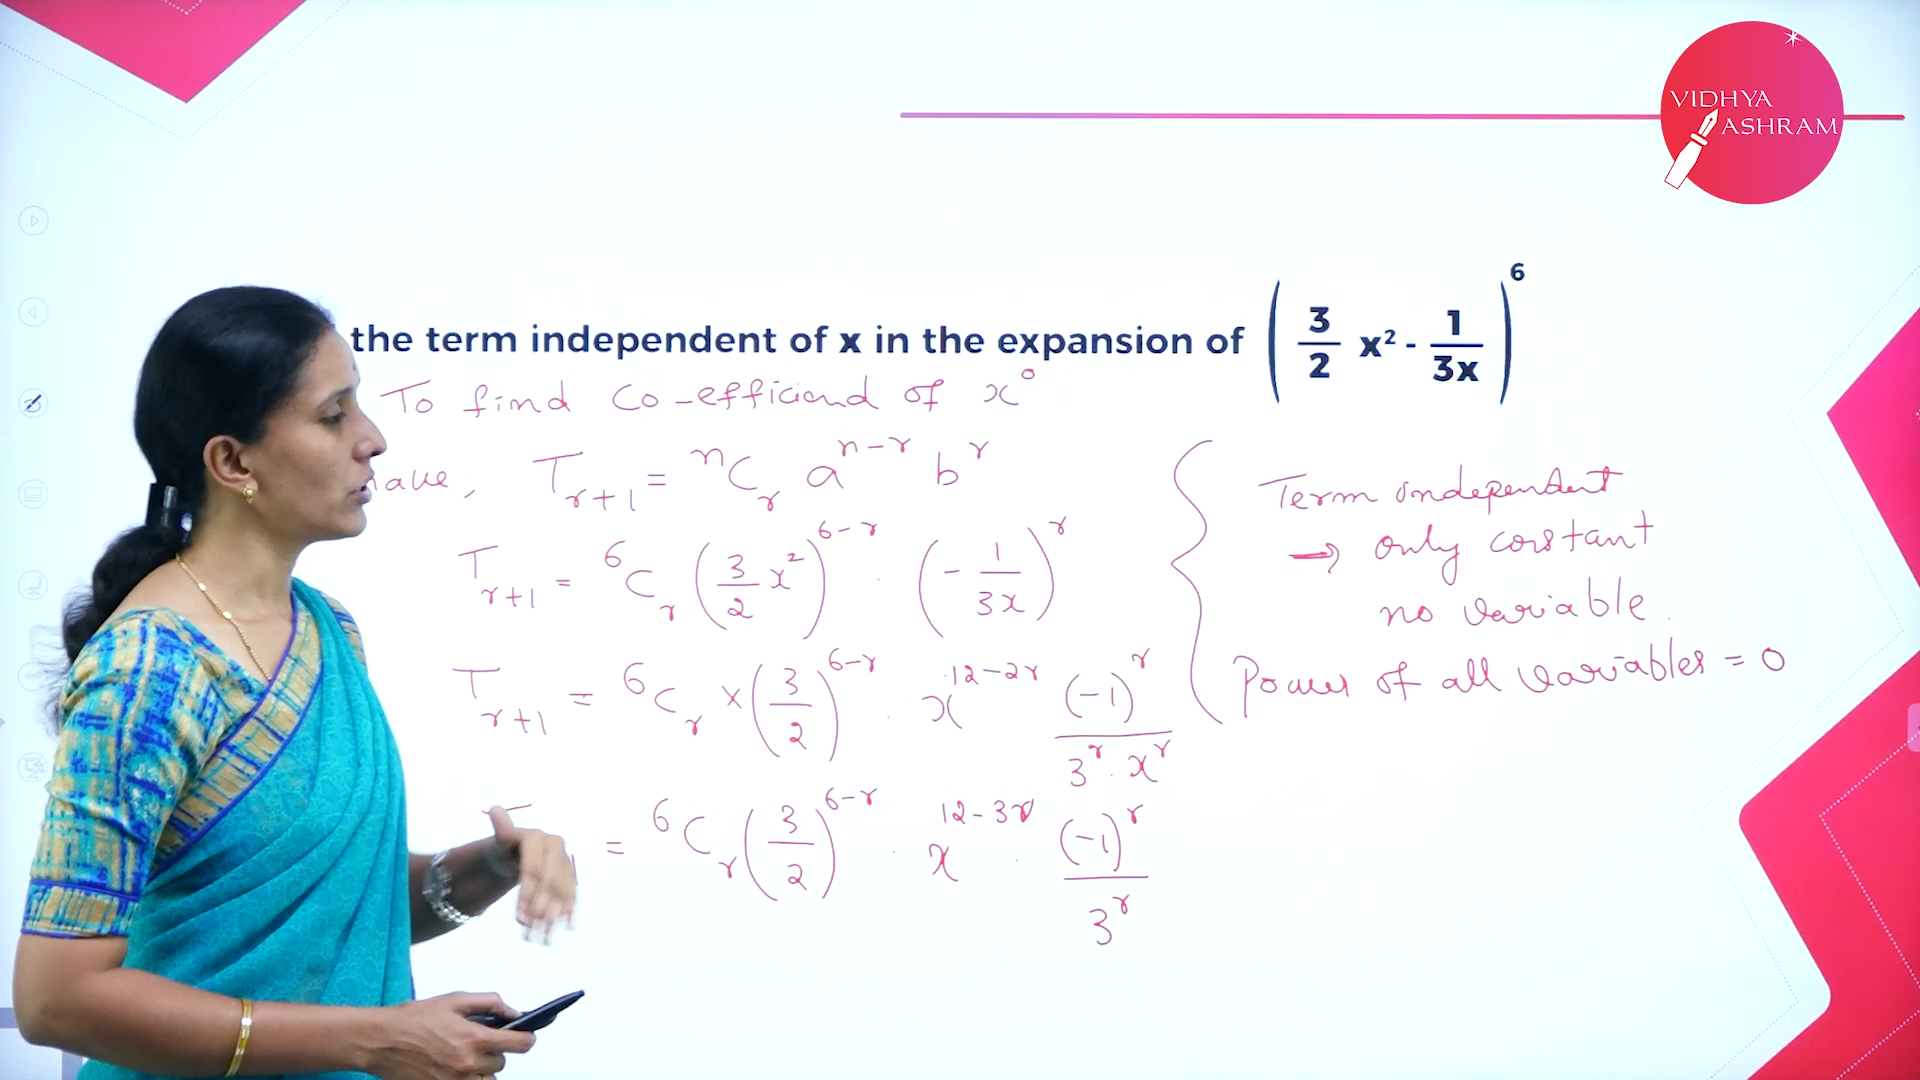 VIDHYA
ASHRAM
the term independent of x in the expansion of ( 3/2 x² - 1/3x )⁶
To find Co-efficiend of x⁰
have, T_{r+1} = ⁿC_r a^{n-r} b^r
T_{r+1} = ⁶C_r (3/2 x²)^{6-r} · (- 1/3x)^r
T_{r+1} = ⁶C_r × (3/2)^{6-r} · x^{12-2r} (-1)^r / 3^r · x^r
= ⁶C_r (3/2)^{6-r} · x^{12-3r} · (-1)^r / 3^r
Term independent
→ only constant
no variable.
Power of all variables = 0